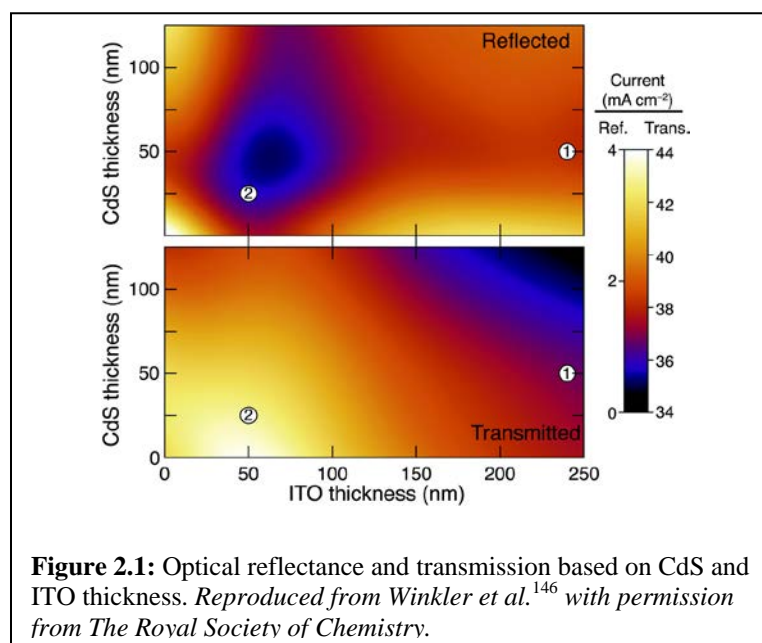 Reflected
CdS thickness (nm)
100
50
1
2
Current
(mA cm⁻²)
Ref. Trans.
4 44
42
40
2
38
36
0 34
CdS thickness (nm)
100
50
0
1
2
Transmitted
0 50 100 150 200 250
ITO thickness (nm)
Figure 2.1: Optical reflectance and transmission based on CdS and
ITO thickness. Reproduced from Winkler et al.¹⁴⁶ with permission
from The Royal Society of Chemistry.